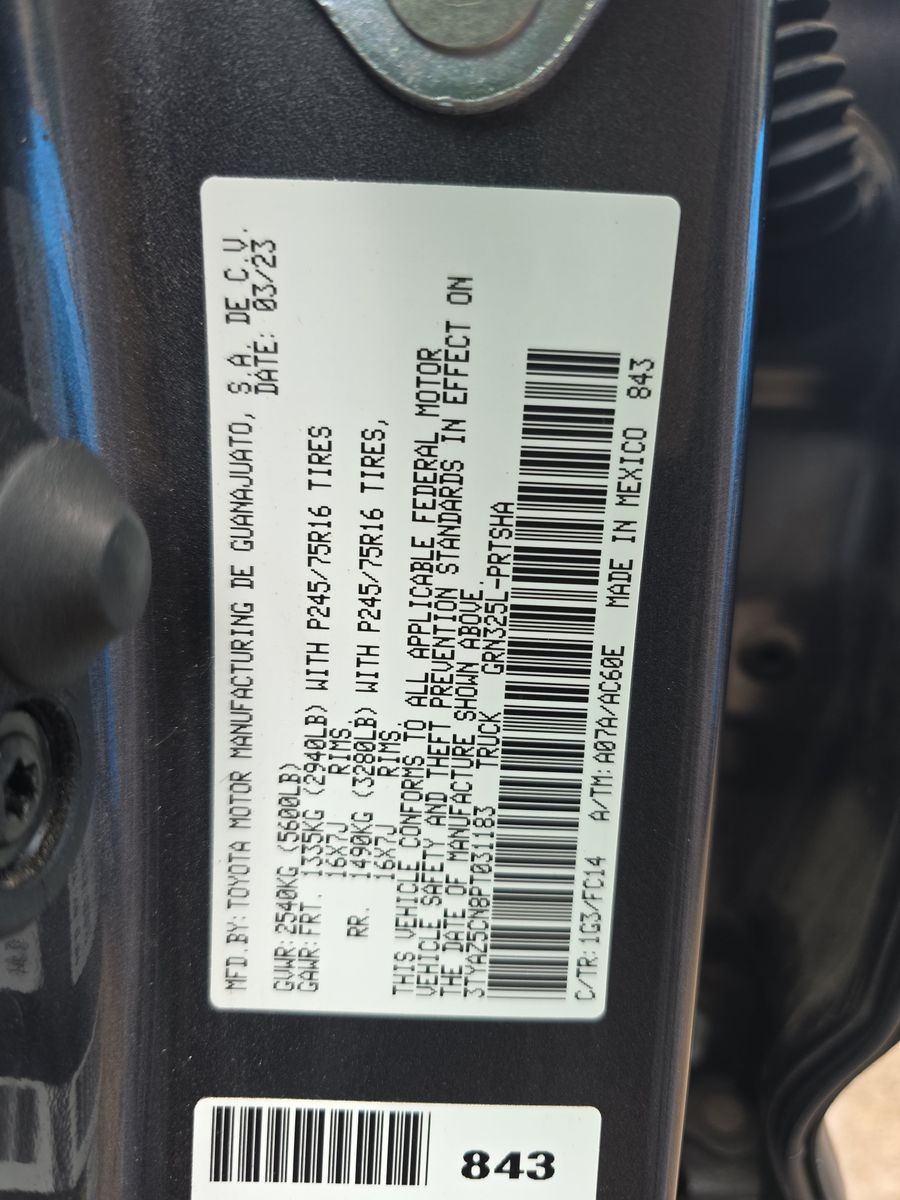 MFD.BY:TOYOTA MOTOR MANUFACTURING DE GUANAJUATO, S.A. DE C.V.
DATE: 03/23
GVWR:2540KG (5600LB)
GAWR:FRT. 1335KG (2940LB) WITH P245/75R16 TIRES
16X7J RIMS.
RR. 1490KG (3280LB) WITH P245/75R16 TIRES,
16X7J RIMS.
THIS VEHICLE CONFORMS TO ALL APPLICABLE FEDERAL MOTOR
VEHICLE SAFETY AND THEFT PREVENTION STANDARDS IN EFFECT ON
THE DATE OF MANUFACTURE SHOWN ABOVE.
3TYAZ5CN8PT031183 TRUCK GRN325L-PRTSHA
C/TR:1G3/FC14 A/TM:A07A/AC60E MADE IN MEXICO 843
843